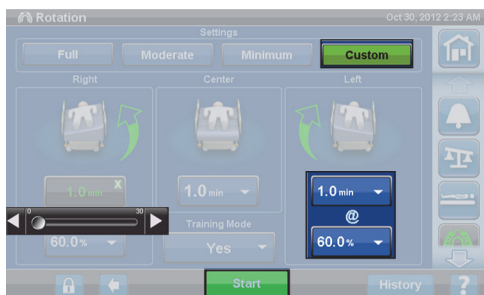 Rotation Oct 30, 2012 2:23 AM
Settings
Full Moderate Minimum Custom
Right Center Left
1.0 min X 1.0 min 1.0 min
0 30
@
60.0 % Training Mode 60.0 %
Yes
Start History ?